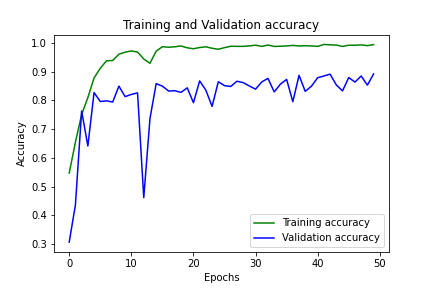 Training and Validation accuracy
1.0
0.9
0.8
0.7
0.6
0.5
0.4
0.3
Accuracy
0 10 20 30 40 50
Epochs
Training accuracy
Validation accuracy